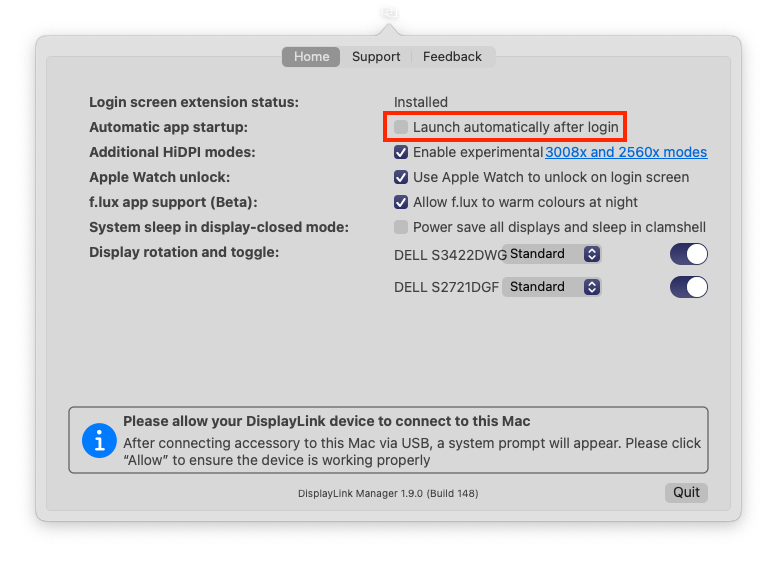 Home Support Feedback
Login screen extension status: Installed
Automatic app startup: Launch automatically after login
Additional HiDPI modes: Enable experimental 3008x and 2560x modes
Apple Watch unlock: Use Apple Watch to unlock on login screen
f.lux app support (Beta): Allow f.lux to warm colours at night
System sleep in display-closed mode: Power save all displays and sleep in clamshell
Display rotation and toggle: DELL S3422DWG Standard
DELL S2721DGF Standard
Please allow your DisplayLink device to connect to this Mac
After connecting accessory to this Mac via USB, a system prompt will appear. Please click
“Allow” to ensure the device is working properly
DisplayLink Manager 1.9.0 (Build 148) Quit